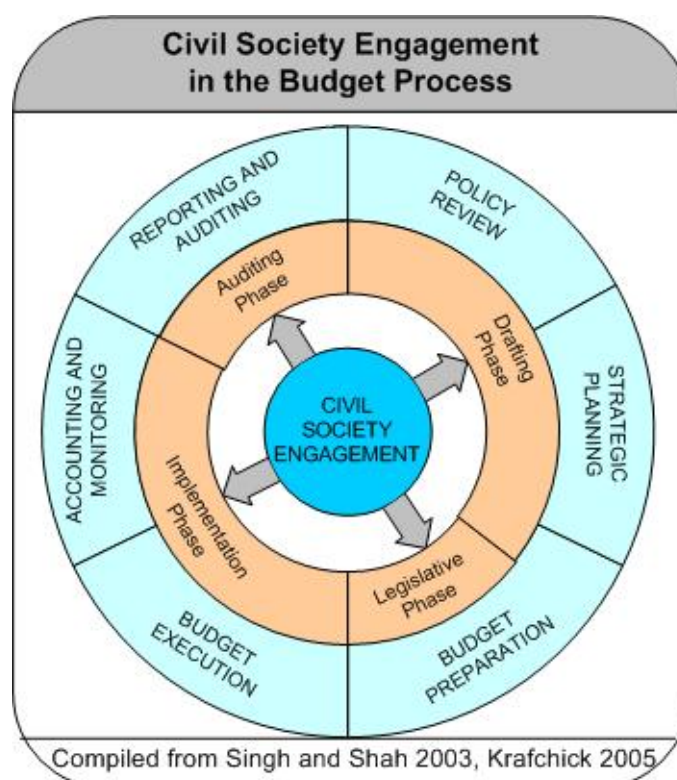 Civil Society Engagement
in the Budget Process
REPORTING AND
AUDITING
POLICY
REVIEW
Auditing
Phase
Drafting
Phase
ACCOUNTING AND
MONITORING
STRATEGIC
PLANNING
CIVIL
SOCIETY
ENGAGEMENT
Implementation
Phase
Legislative
Phase
BUDGET
EXECUTION
BUDGET
PREPARATION
Compiled from Singh and Shah 2003, Krafchick 2005